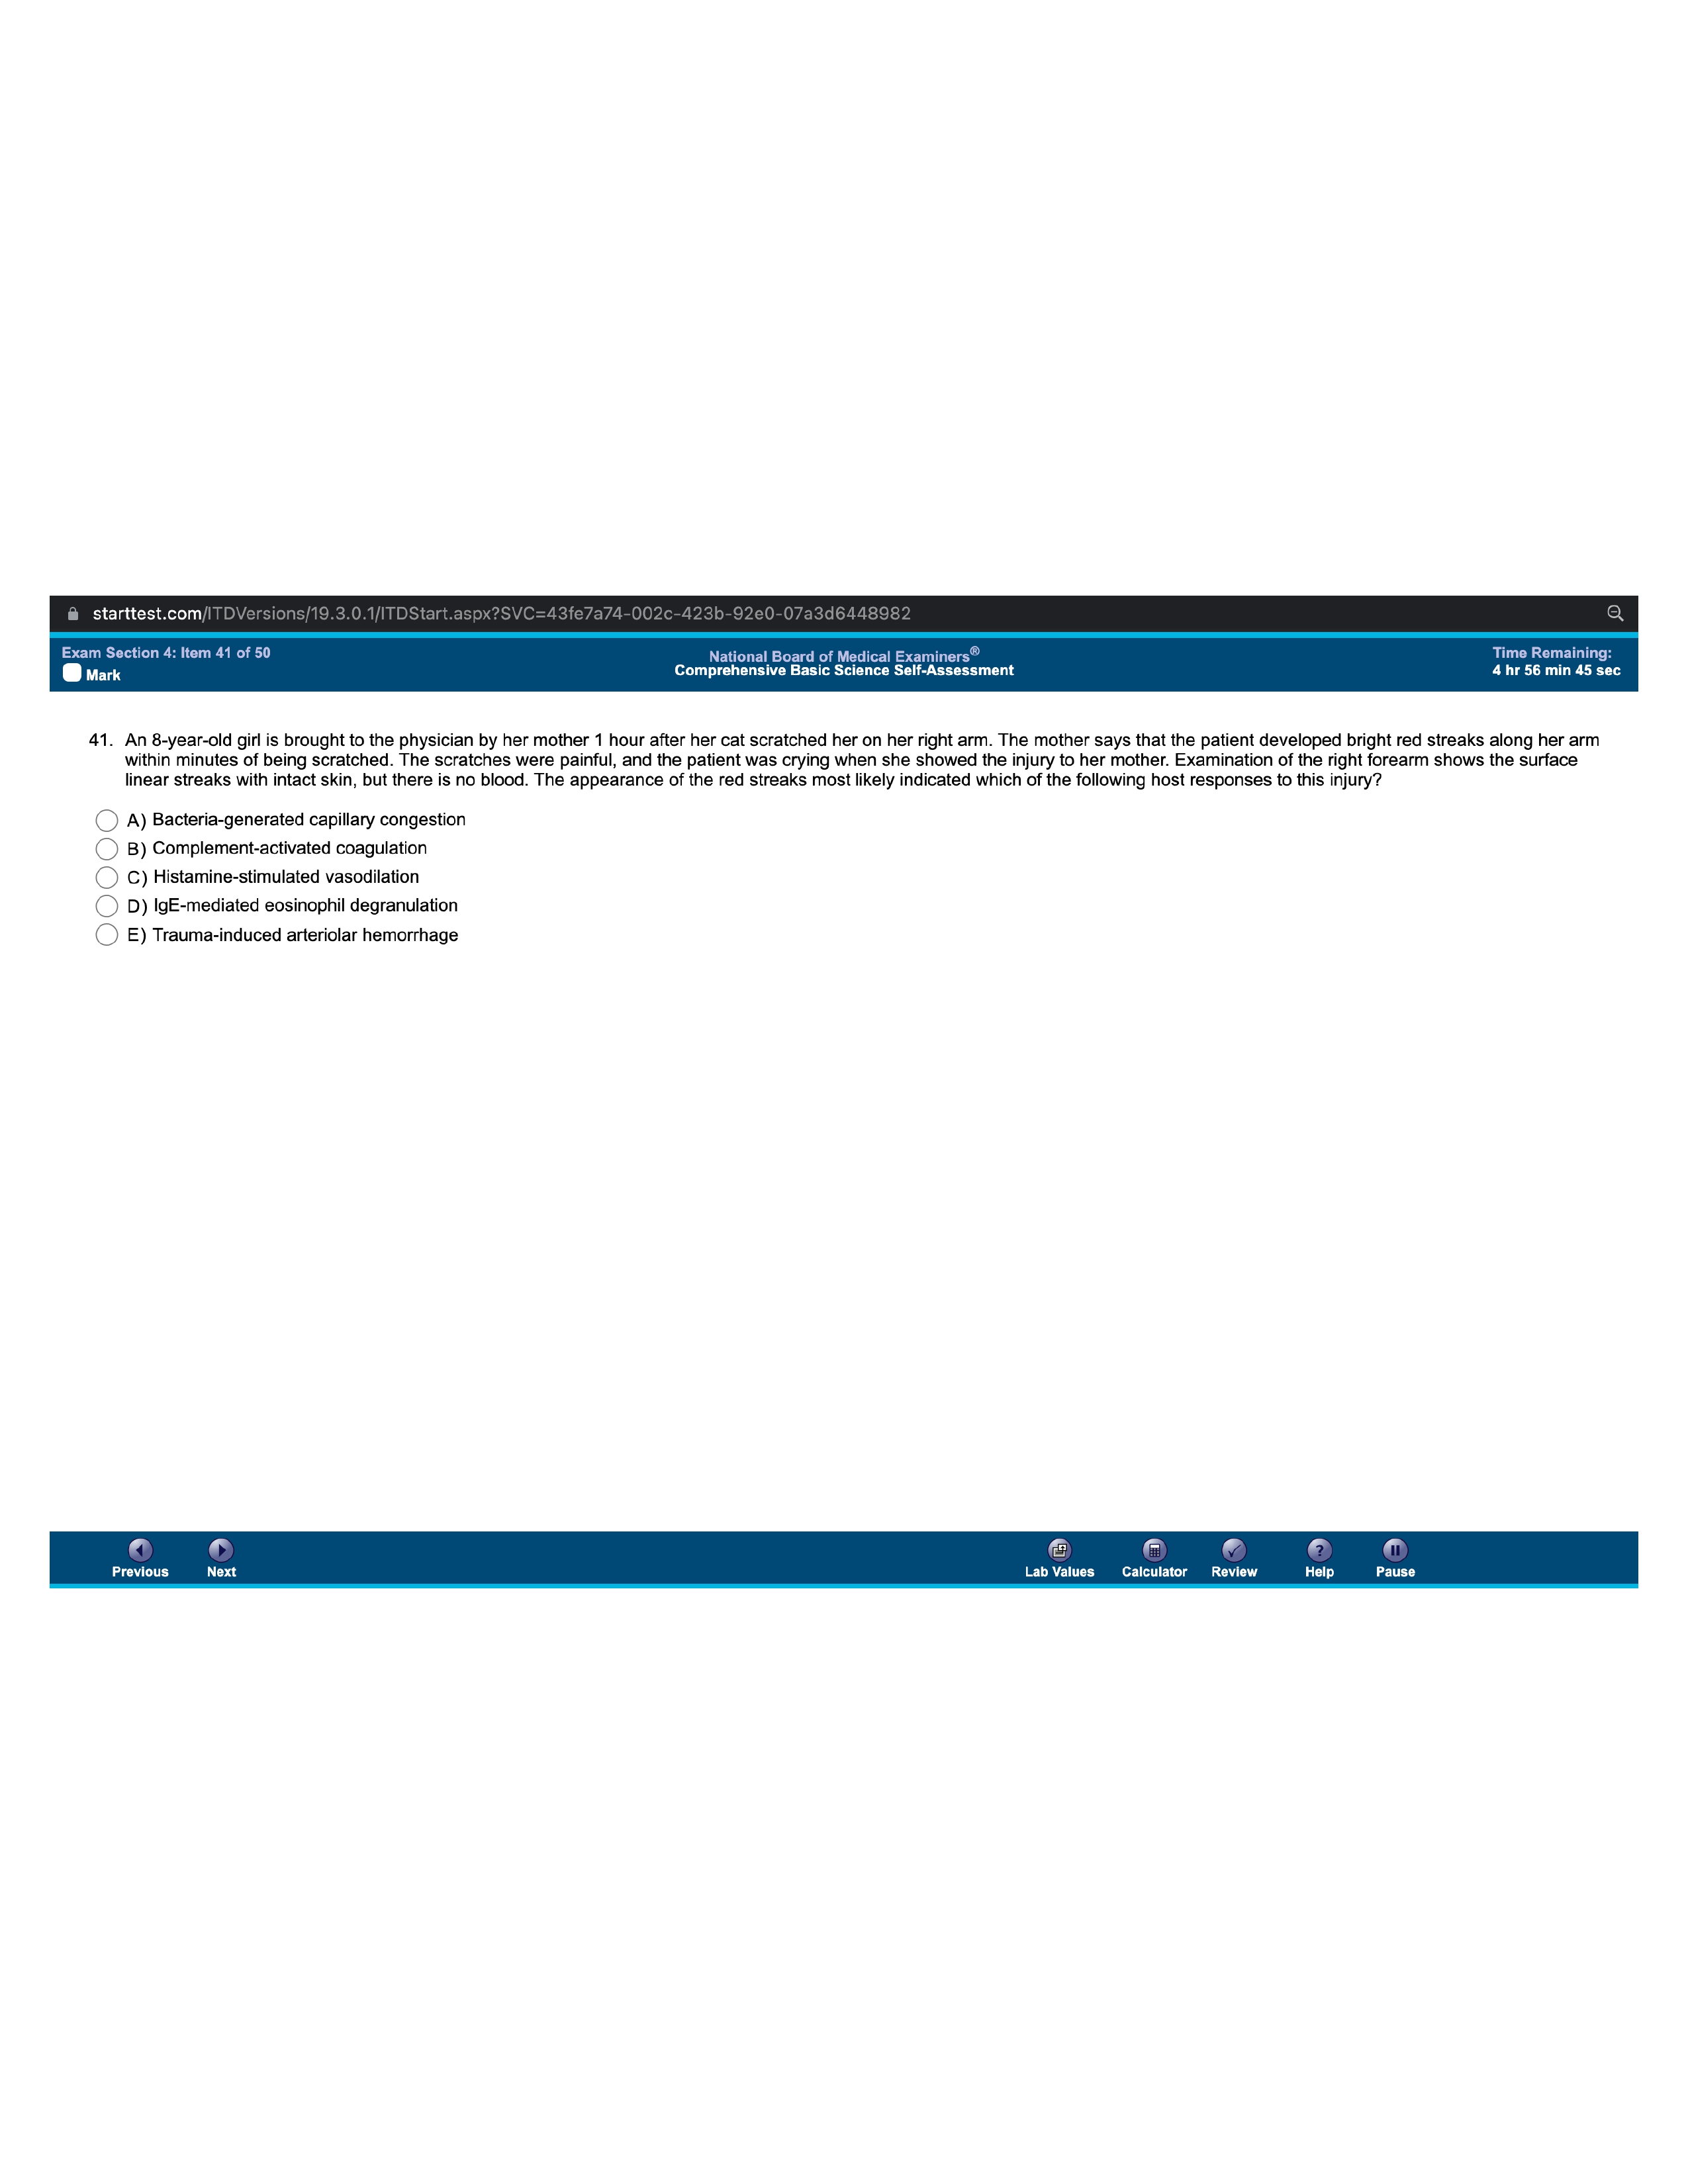 starttest.com/ITDVersions/19.3.0.1/ITDStart.aspx?SVC=43fe7a74-002c-423b-92e0-07a3d6448982
Exam Section 4: Item 41 of 50
National Board of Medical Examiners®
Time Remaining:
Mark
Comprehensive Basic Science Self-Assessment
4 hr 56 min 45 sec
41. An 8-year-old girl is brought to the physician by her mother 1 hour after her cat scratched her on her right arm. The mother says that the patient developed bright red streaks along her arm
within minutes of being scratched. The scratches were painful, and the patient was crying when she showed the injury to her mother. Examination of the right forearm shows the surface
linear streaks with intact skin, but there is no blood. The appearance of the red streaks most likely indicated which of the following host responses to this injury?
A) Bacteria-generated capillary congestion
B) Complement-activated coagulation
C) Histamine-stimulated vasodilation
D) IgE-mediated eosinophil degranulation
E) Trauma-induced arteriolar hemorrhage
Previous Next Lab Values Calculator Review Help Pause